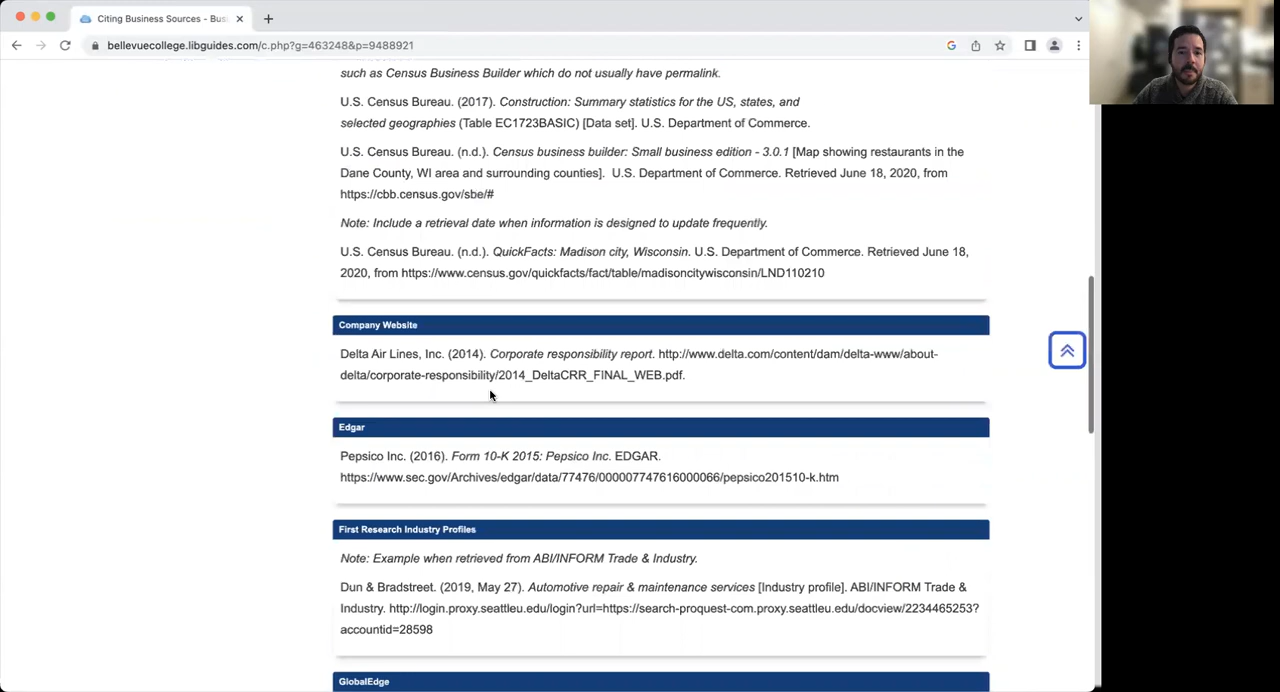 Citing Business Sources - Bus
bellevuecollege.libguides.com/c.php?g=463248&p=9488921
such as Census Business Builder which do not usually have permalink.
U.S. Census Bureau. (2017). Construction: Summary statistics for the US, states, and
selected geographies (Table EC1723BASIC) [Data set]. U.S. Department of Commerce.
U.S. Census Bureau. (n.d.). Census business builder: Small business edition - 3.0.1 [Map showing restaurants in the
Dane County, WI area and surrounding counties]. U.S. Department of Commerce. Retrieved June 18, 2020, from
https://cbb.census.gov/sbe/#
Note: Include a retrieval date when information is designed to update frequently.
U.S. Census Bureau. (n.d.). QuickFacts: Madison city, Wisconsin. U.S. Department of Commerce. Retrieved June 18,
2020, from https://www.census.gov/quickfacts/fact/table/madisoncitywisconsin/LND110210
Company Website
Delta Air Lines, Inc. (2014). Corporate responsibility report. http://www.delta.com/content/dam/delta-www/about-
delta/corporate-responsibility/2014_DeltaCRR_FINAL_WEB.pdf.
Edgar
Pepsico Inc. (2016). Form 10-K 2015: Pepsico Inc. EDGAR.
https://www.sec.gov/Archives/edgar/data/77476/000007747616000066/pepsico201510-k.htm
First Research Industry Profiles
Note: Example when retrieved from ABI/INFORM Trade & Industry.
Dun & Bradstreet. (2019, May 27). Automotive repair & maintenance services [Industry profile]. ABI/INFORM Trade &
Industry. http://login.proxy.seattleu.edu/login?url=https://search-proquest-com.proxy.seattleu.edu/docview/2234465253?
accountid=28598
GlobalEdge